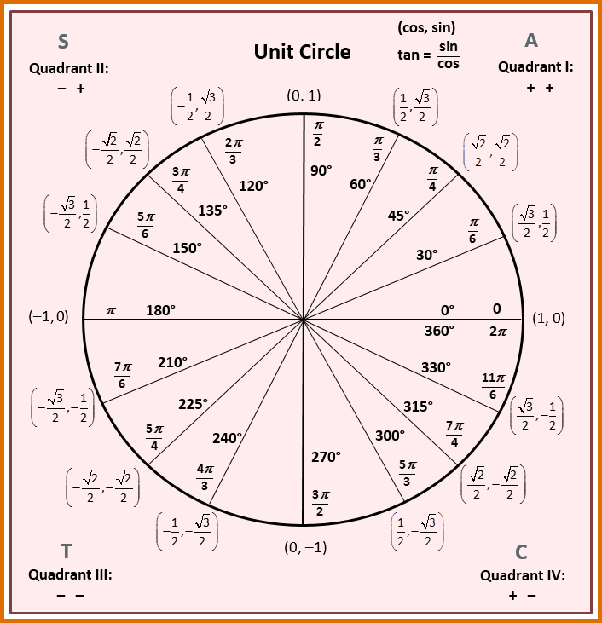 S
Quadrant II:
− +
Unit Circle
(cos, sin)
tan = sin/cos
A
Quadrant I:
+ +
(−1/2, √3/2)
(0, 1)
(1/2, √3/2)
(−√2/2, √2/2)
2π/3
π/2
π/3
(√2/2, √2/2)
3π/4
120°
90°
60°
π/4
(−√3/2, 1/2)
5π/6
135°
45°
π/6
(√3/2, 1/2)
150°
30°
(−1, 0)
π
180°
0°
0
(1, 0)
360°
2π
7π/6
210°
330°
11π/6
(−√3/2, −1/2)
225°
315°
(√3/2, −1/2)
5π/4
240°
300°
7π/4
4π/3
270°
5π/3
(−√2/2, −√2/2)
3π/2
(√2/2, −√2/2)
(−1/2, −√3/2)
(0, −1)
(1/2, −√3/2)
T
Quadrant III:
− −
C
Quadrant IV:
+ −